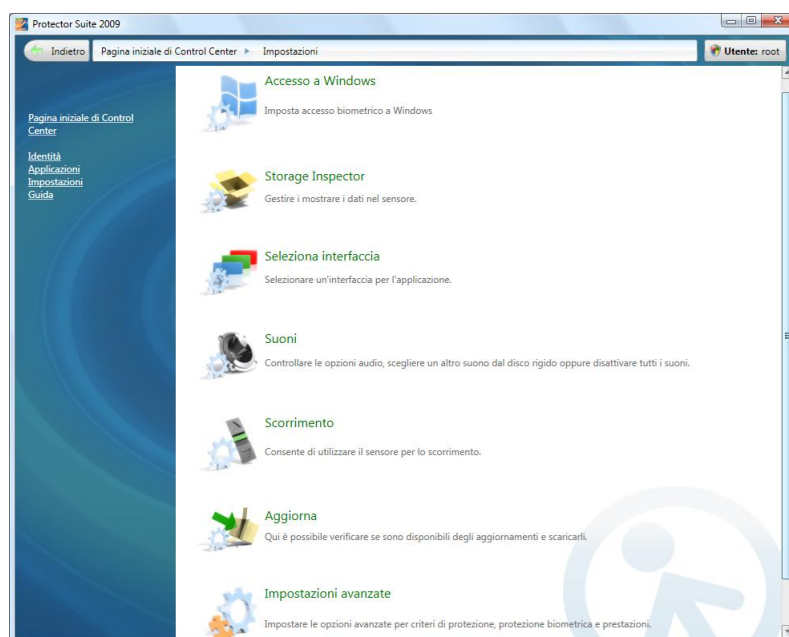 Protector Suite 2009
Indietro
Pagina iniziale di Control Center
Impostazioni
Utente: root
Pagina iniziale di Control
Center
Identità
Applicazioni
Impostazioni
Guida
Accesso a Windows
Imposta accesso biometrico a Windows
Storage Inspector
Gestire i mostrare i dati nel sensore.
Seleziona interfaccia
Selezionare un'interfaccia per l'applicazione.
Suoni
Controllare le opzioni audio, scegliere un altro suono dal disco rigido oppure disattivare tutti i suoni.
Scorrimento
Consente di utilizzare il sensore per lo scorrimento.
Aggiorna
Qui è possibile verificare se sono disponibili degli aggiornamenti e scaricarli.
Impostazioni avanzate
Impostare le opzioni avanzate per criteri di protezione, protezione biometrica e prestazioni.